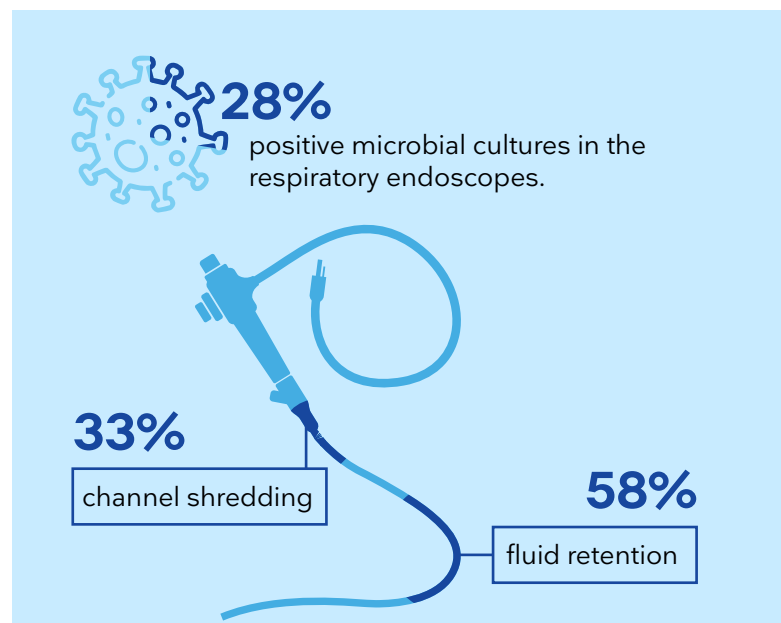 28%
positive microbial cultures in the
respiratory endoscopes.
33%
channel shredding
58%
fluid retention